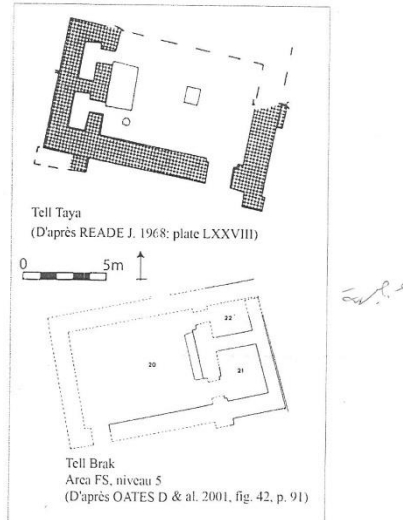 Tell Taya
(D'après READE J. 1968: plate LXXVIII)
0 5m
22
20
21
Tell Brak
Area FS, niveau 5
(D'après OATES D & al. 2001, fig. 42, p. 91)